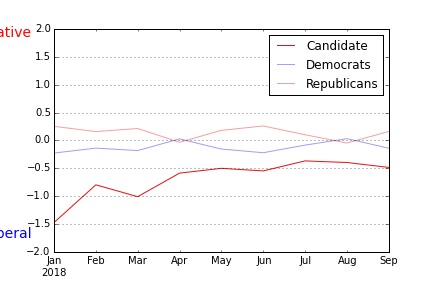 ative
2.0
1.5
1.0
0.5
0.0
−0.5
−1.0
−1.5
−2.0
beral
Candidate
Democrats
Republicans
Jan Feb Mar Apr May Jun Jul Aug Sep
2018